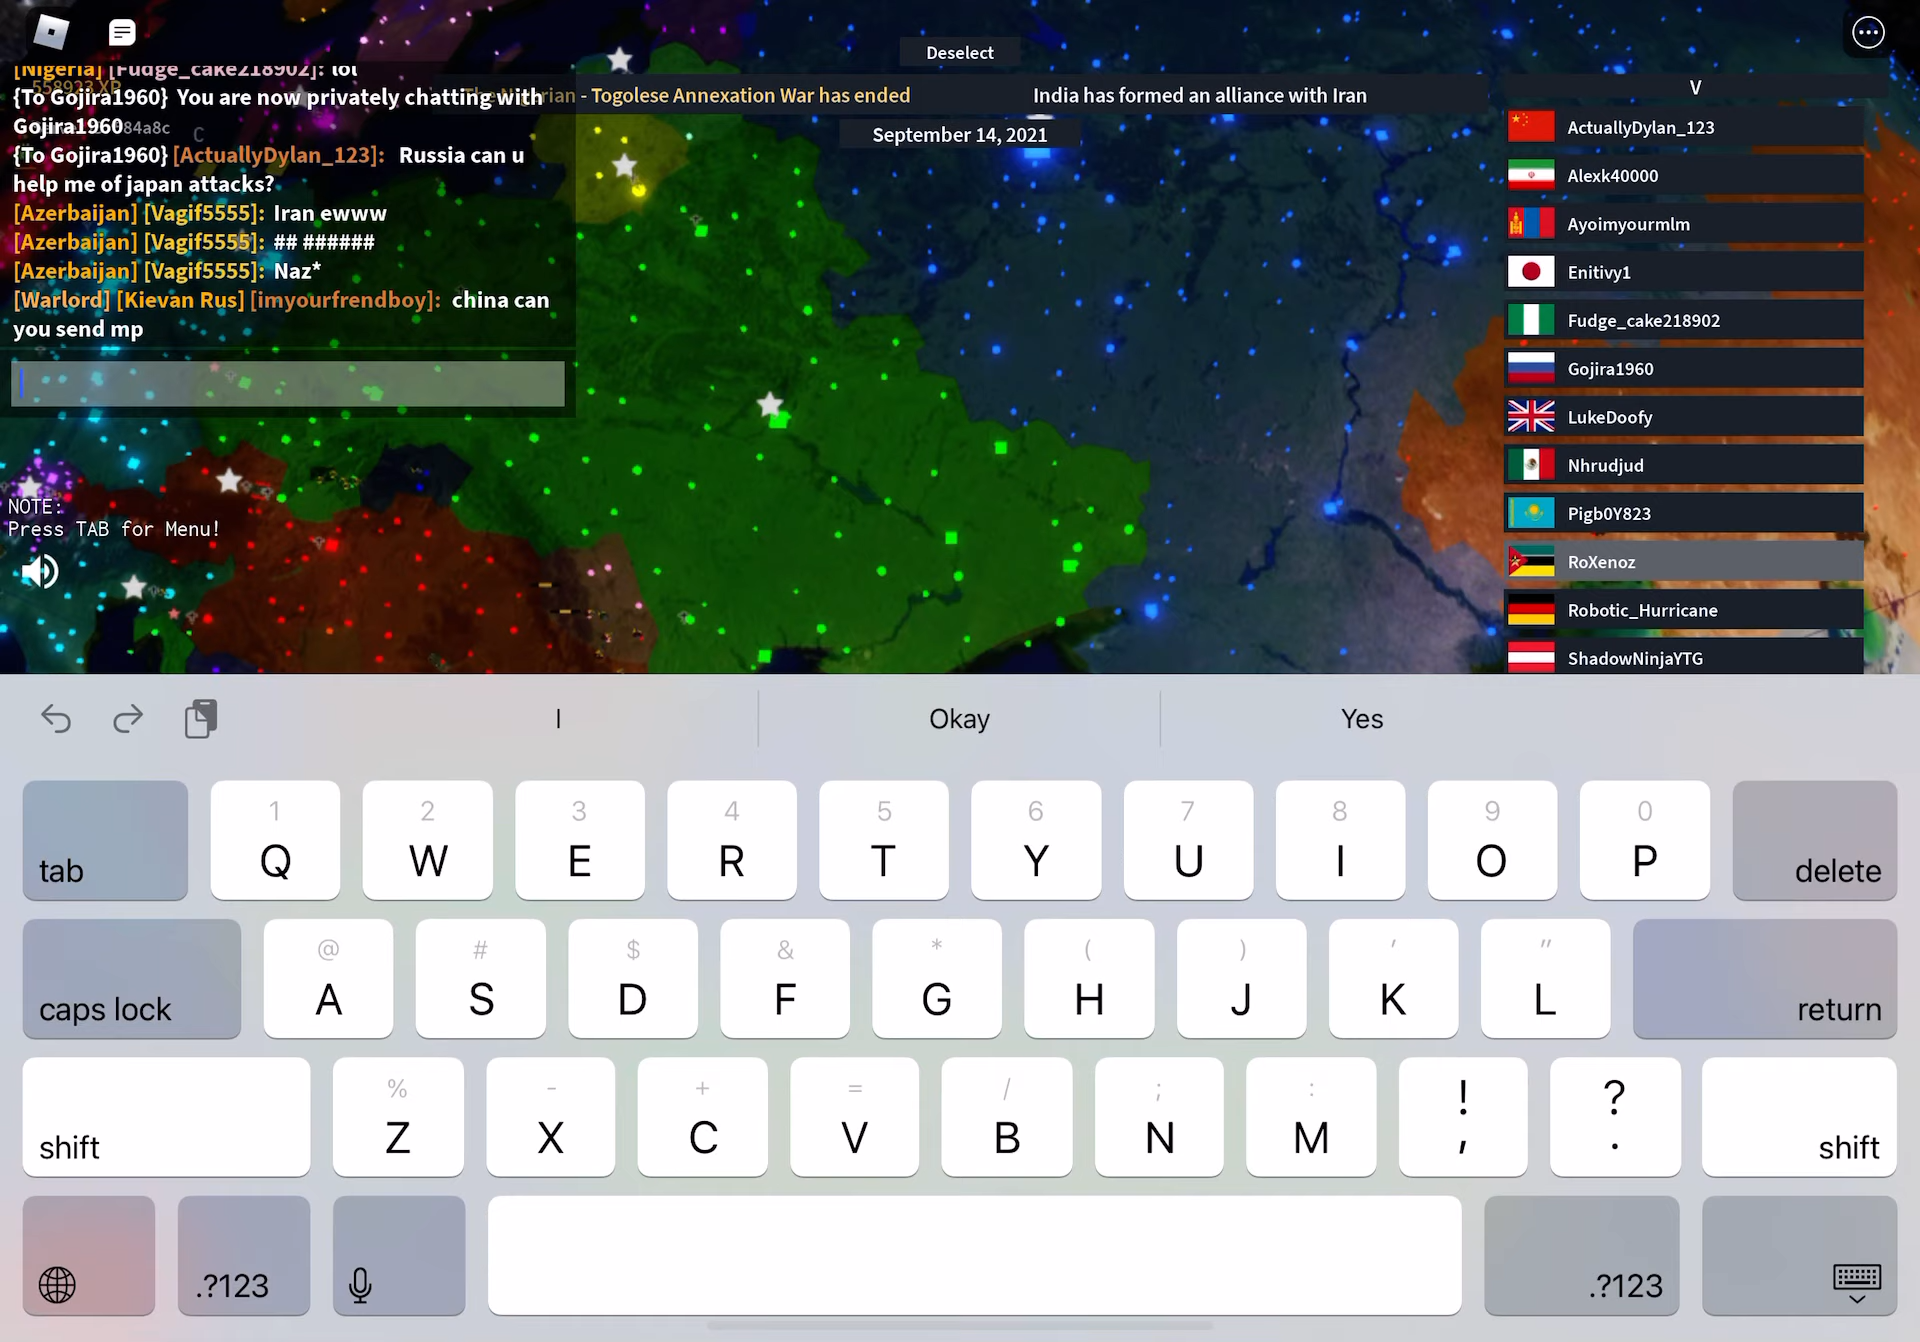 Deselect
[Nigeria] [Fudge_cake218902]: lol
{To Gojira1960} You are now privately chatting with
Gojira1960
{To Gojira1960} [ActuallyDylan_123]: Russia can u
help me of japan attacks?
[Azerbaijan] [Vagif5555]: Iran ewww
[Azerbaijan] [Vagif5555]: ## ######
[Azerbaijan] [Vagif5555]: Naz*
[Warlord] [Kievan Rus] [imyourfrendboy]: china can
you send mp
- Togolese Annexation War has ended
India has formed an alliance with Iran
September 14, 2021
V
ActuallyDylan_123
Alexk40000
Ayoimyourmlm
Enitivy1
Fudge_cake218902
Gojira1960
LukeDoofy
Nhrudjud
Pigb0Y823
RoXenoz
Robotic_Hurricane
ShadowNinjaYTG
NOTE:
Press TAB for Menu!
I Okay Yes
1 2 3 4 5 6 7 8 9 0
tab Q W E R T Y U I O P delete
@ # $ & * ( ) ' "
caps lock A S D F G H J K L return
% - + = / ; : ! ?
shift Z X C V B N M , . shift
.?123 .?123